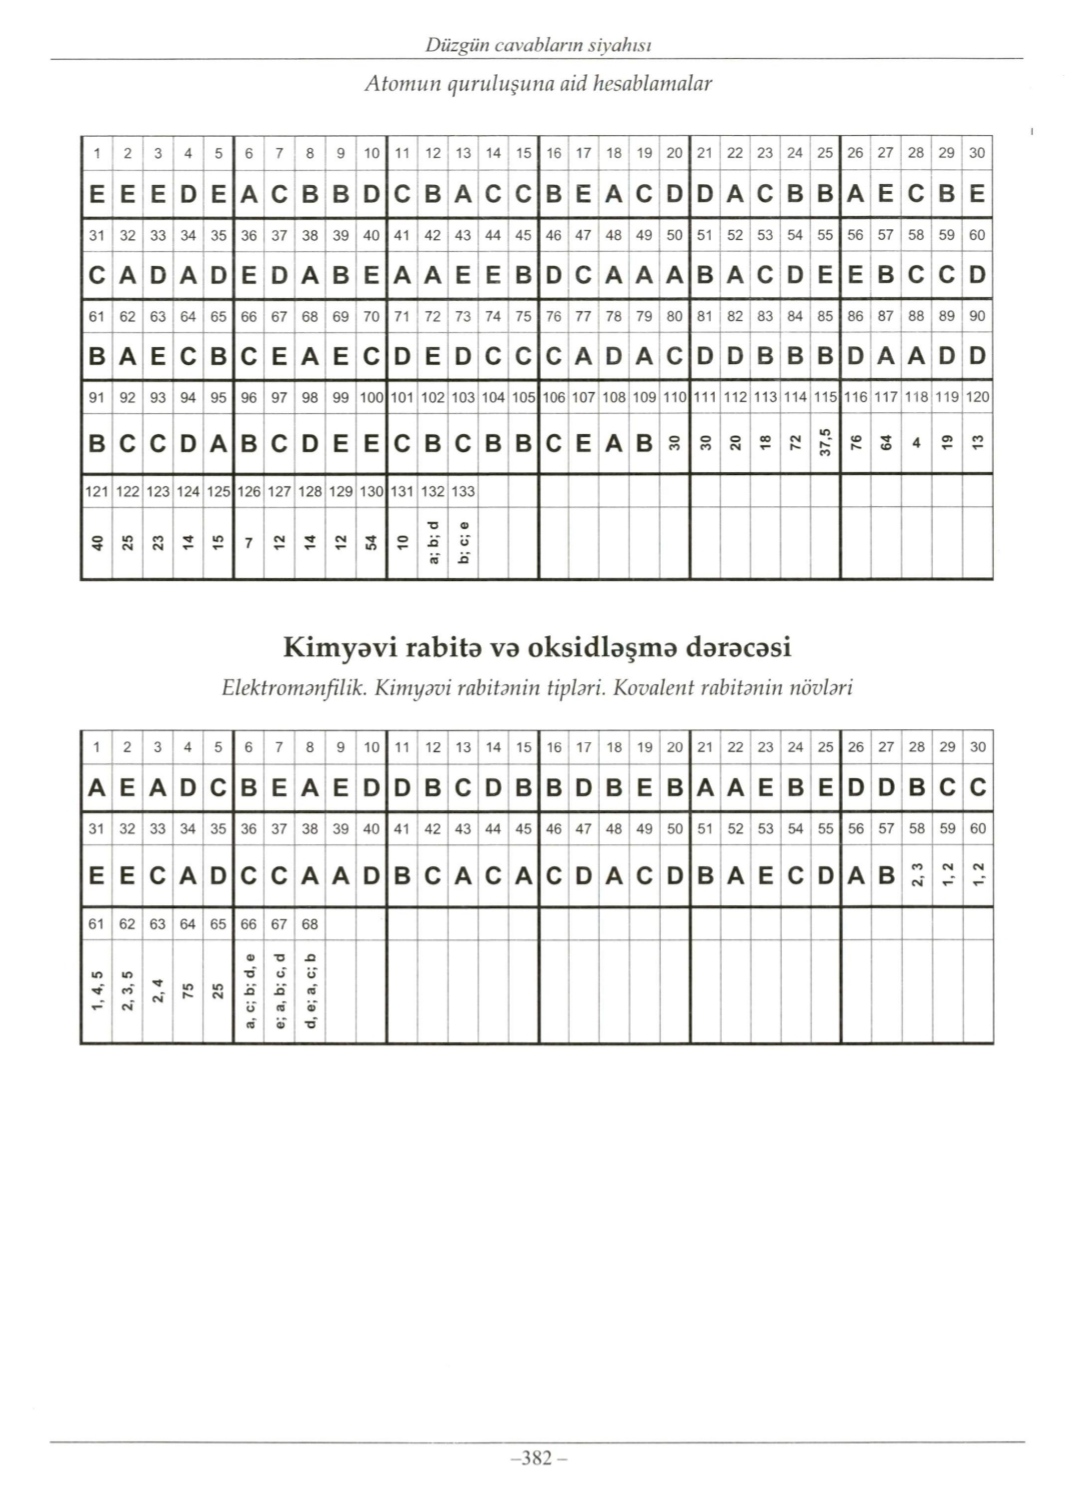 Düzgün cavabların siyahısı
Atomun quruluşuna aid hesablamalar
1 2 3 4 5 6 7 8 9 10 11 12 13 14 15 16 17 18 19 20 21 22 23 24 25 26 27 28 29 30
E E E D E A C B B D C B A C C B E A C D D A C B B A E C B E
31 32 33 34 35 36 37 38 39 40 41 42 43 44 45 46 47 48 49 50 51 52 53 54 55 56 57 58 59 60
C A D A D E D A B E A A E E B D C A A A B A C D E E B C C D
61 62 63 64 65 66 67 68 69 70 71 72 73 74 75 76 77 78 79 80 81 82 83 84 85 86 87 88 89 90
B A E C B C E A E C D E D C C C A D A C D D B B B D A A D D
91 92 93 94 95 96 97 98 99 100 101 102 103 104 105 106 107 108 109 110 111 112 113 114 115 116 117 118 119 120
B C C D A B C D E E C B C B B C E A B 30 30 20 18 72 37,5 76 64 4 19 13
121 122 123 124 125 126 127 128 129 130 131 132 133
40 25 23 14 15 7 12 14 12 54 10 a; b; d b; c; e
Kimyəvi rabitə və oksidləşmə dərəcəsi
Elektromənfilik. Kimyəvi rabitənin tipləri. Kovalent rabitənin növləri
1 2 3 4 5 6 7 8 9 10 11 12 13 14 15 16 17 18 19 20 21 22 23 24 25 26 27 28 29 30
A E A D C B E A E D D B C D B B D B E B A A E B E D D B C C
31 32 33 34 35 36 37 38 39 40 41 42 43 44 45 46 47 48 49 50 51 52 53 54 55 56 57 58 59 60
E E C A D C C A A D B C A C A C D A C D B A E C D A B 2, 3 1, 2 1, 2
61 62 63 64 65 66 67 68
1, 4, 5 2, 3, 5 2, 4 75 25 a, c; b; d, e e; a, b; c, d d, e; a, c; b
–382 –